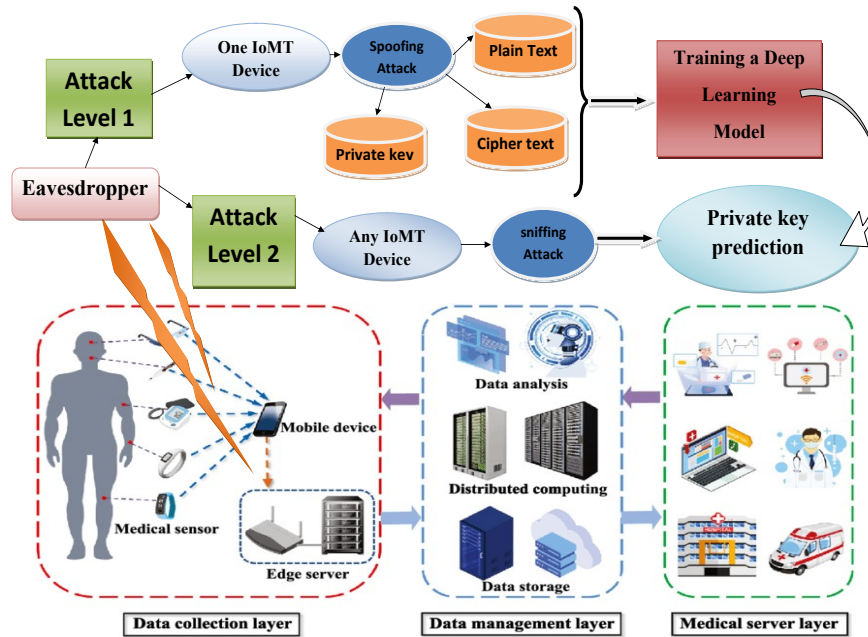 Attack
Level 1
One IoMT
Device
Spoofing
Attack
Plain Text
Private kev
Cipher text
Training a Deep
Learning
Model
Eavesdropper
Attack
Level 2
Any IoMT
Device
sniffing
Attack
Private key
prediction
Mobile device
Medical sensor
Edge server
Data analysis
Distributed computing
Data storage
HOSPITAL
Data collection layer
Data management layer
Medical server layer